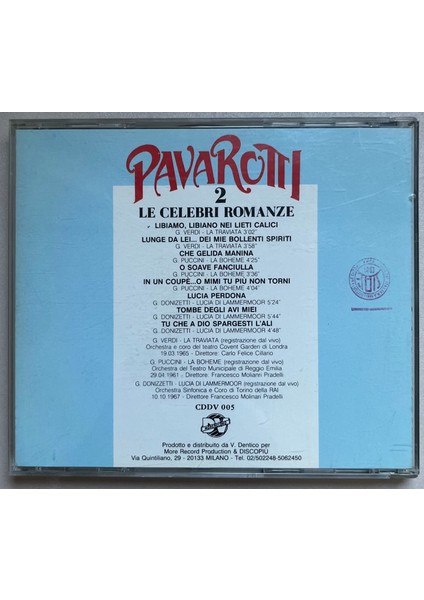 PAVAROTTI
2
LE CELEBRI ROMANZE
LIBIAMO, LIBIANO NEI LIETI CALICI
G. VERDI - LA TRAVIATA 3'02"
LUNGE DA LEI... DEI MIE BOLLENTI SPIRITI
G. VERDI - LA TRAVIATA 3'58"
CHE GELIDA MANINA
G. PUCCINI - LA BOHEME 4'25"
O SOAVE FANCIULLA
G. PUCCINI - LA BOHEME 3'36"
IN UN COUPÈ...O MIMI TU PIU NON TORNI
G. PUCCINI - LA BOHEME 4'04"
LUCIA PERDONA
G. DONIZETTI - LUCIA DI LAMMERMOOR 5'24"
TOMBE DEGLI AVI MIEI
G. DONIZETTI - LUCIA DI LAMMERMOOR 5'44"
TU CHE A DIO SPARGESTI L'ALI
G. DONIZETTI - LUCIA DI LAMMERMOOR 4'48"
G. VERDI - LA TRAVIATA (registrazione dal vivo)
Orchestra e coro del teatro Covent Garden di Londra
19.03.1965 - Direttore: Carlo Felice Cillario
G. PUCCINI - LA BOHEME (registrazione dal vivo)
Orchestra del Teatro Municipale di Reggio Emilia
29.04.1961 - Direttore: Francesco Moliani Pradelli
G. DONIZETTI - LUCIA DI LAMMERMOOR (registrazione dal vivo)
Orchestra Sinfonica e Coro di Torino della RAI
10.10.1967 - Direttore: Francesco Molinari Pradelli
CDDV 005
Prodotto e distribuito da V. Dentico per
More Record Production & DISCOPIÙ
Via Quintiliano, 29 - 20133 MILANO - Tel. 02/502248-5062450